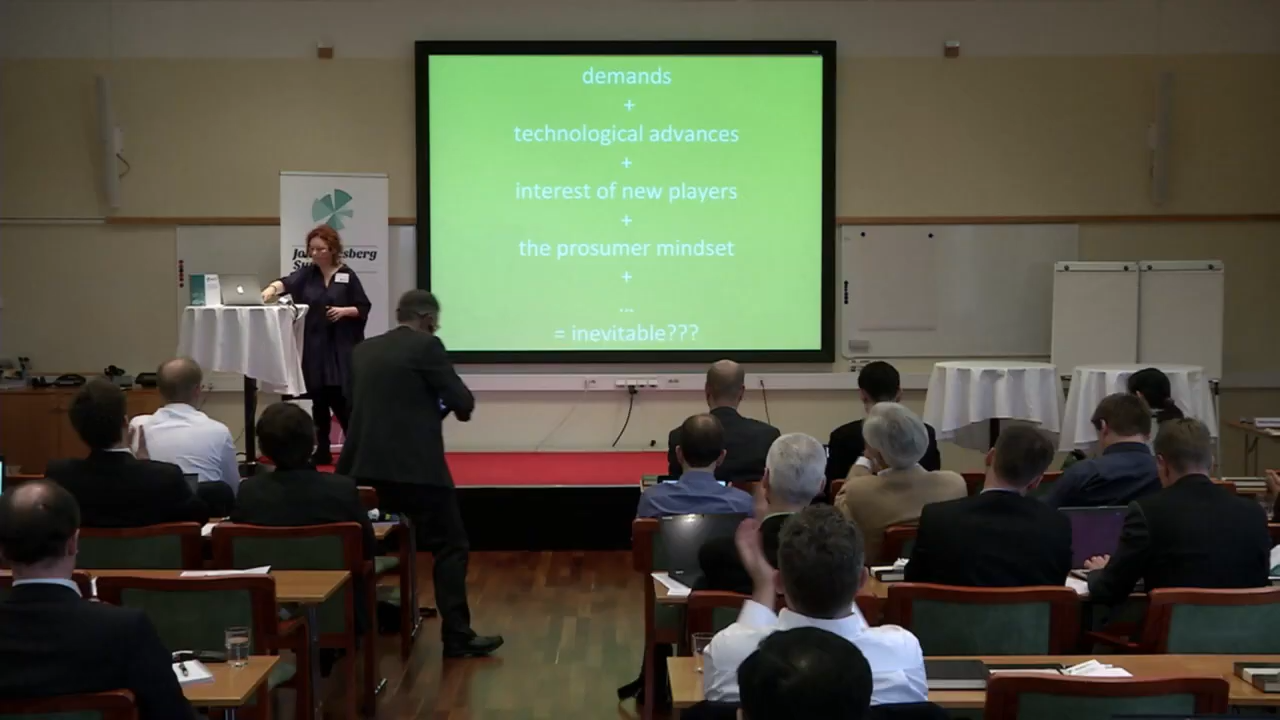 demands
+
technological advances
+
interest of new players
+
the prosumer mindset
+
...
= inevitable???